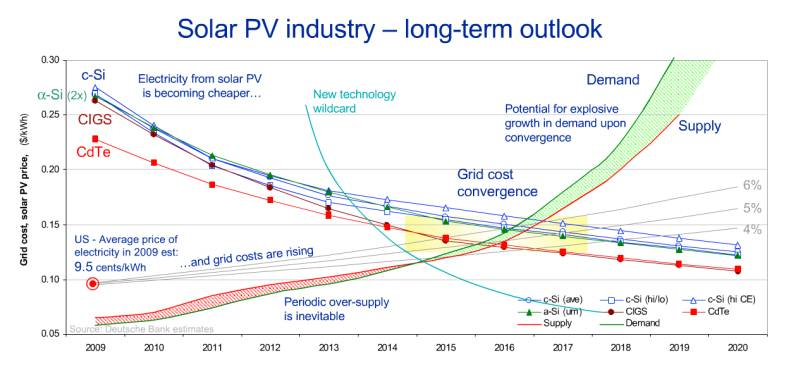 Solar PV industry – long-term outlook
Grid cost, solar PV price, ($/kWh)
0.30
0.25
0.20
0.15
0.10
0.05
c-Si
α-Si (2x)
CIGS
CdTe
Electricity from solar PV
is becoming cheaper…
New technology
wildcard
Demand
Potential for explosive
growth in demand upon
convergence
Supply
Grid cost
convergence
6%
5%
4%
US - Average price of
electricity in 2009 est:
9.5 cents/kWh
…and grid costs are rising
Periodic over-supply
is inevitable
c-Si (ave) c-Si (hi/lo) c-Si (hi CE)
a-Si (um) CIGS CdTe
Supply Demand
Source: Deutsche Bank estimates
2009 2010 2011 2012 2013 2014 2015 2016 2017 2018 2019 2020